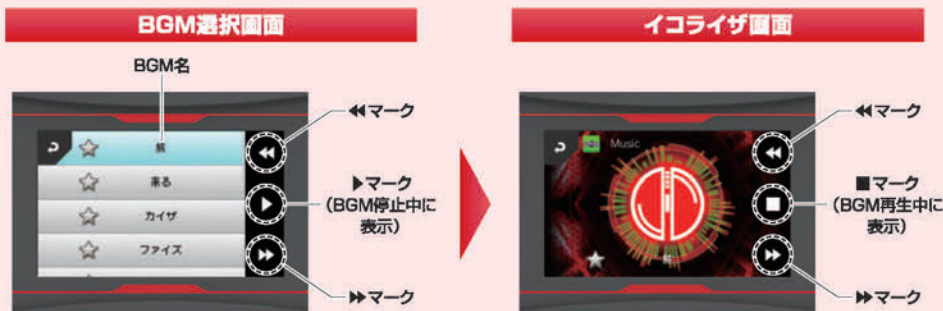 BGM選択画面
BGM名
◀◀マーク
▶マーク
(BGM停止中に
表示)
▶▶マーク
来る
カイザ
ファイズ
イコライザ画面
Music
◀◀マーク
■マーク
(BGM再生中に
表示)
▶▶マーク